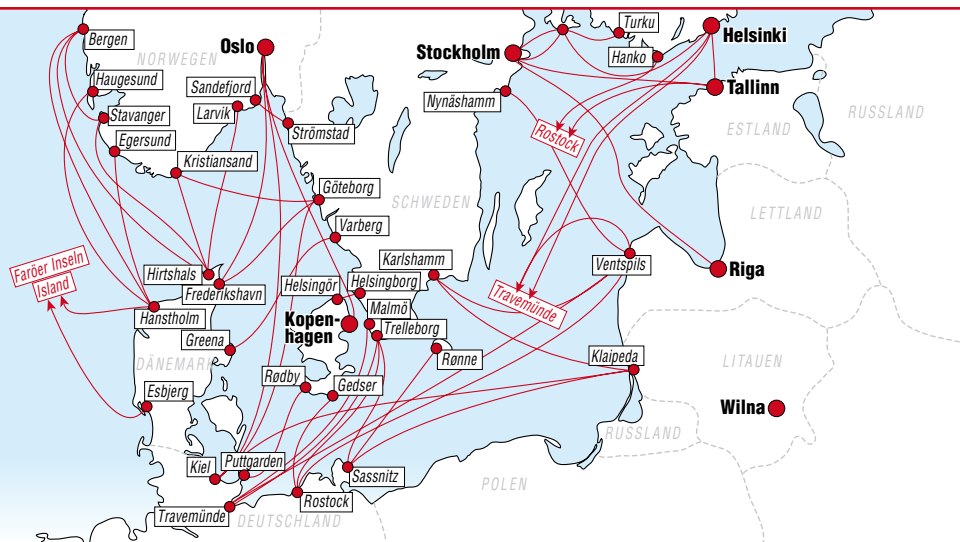 Bergen
NORWEGEN
Oslo
Turku
Helsinki
Stockholm
Hanko
Haugesund
Sandefjord
Tallinn
Nynäshamm
RUSSLAND
Stavanger
Larvik
Strömstad
Rostock
ESTLAND
Egersund
Kristiansand
Göteborg
SCHWEDEN
LETTLAND
Varberg
Karlshamm
Ventspils
Riga
Faröer Inseln
Island
Hirtshals
Frederikshavn
Helsingör
Helsingborg
Travemünde
Hanstholm
Malmö
Kopen-
hagen
Trelleborg
Greena
Rønne
Klaipeda
LITAUEN
DÄNEMARK
Rødby
Gedser
Esbjerg
Wilna
RUSSLAND
Kiel
Puttgarden
Sassnitz
POLEN
Rostock
Travemünde
DEUTSCHLAND